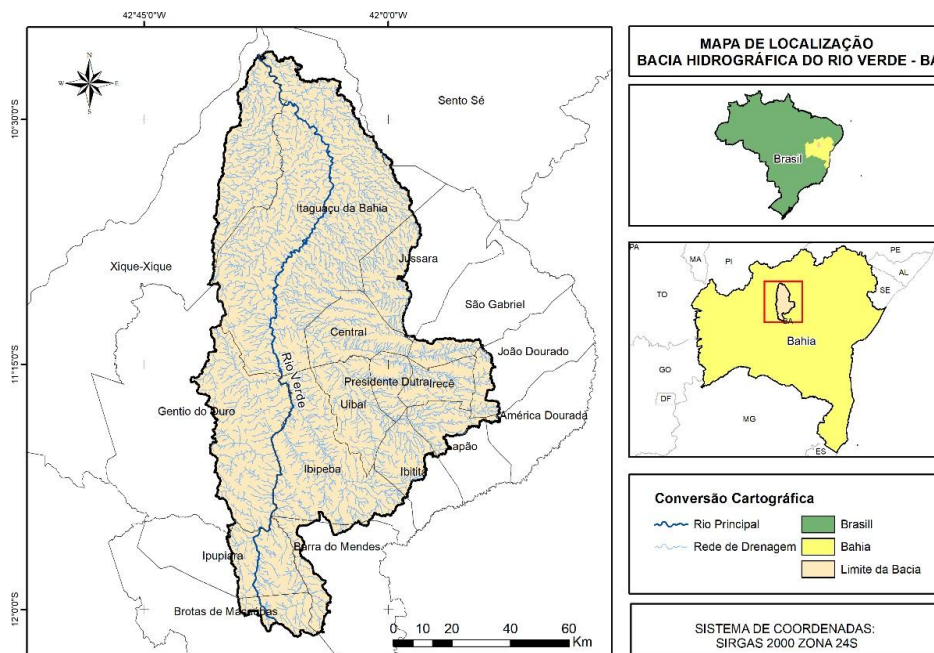 42°45'0"W
42°0'0"W
N
W
E
S
10°30'0"S
11°15'0"S
12°0'0"S
Sento Sé
Itaguaçu da Bahia
Xique-Xique
Jussara
São Gabriel
Central
João Dourado
Rio Verde
Presidente Dutra
Irecê
Uibaí
Gentio do Ouro
América Dourada
apão
Ibipeba
Ibititá
Barra do Mendes
Ipupiara
Brotas de Macaúbas
0 10 20 40 60
Km
MAPA DE LOCALIZAÇÃO
BACIA HIDROGRÁFICA DO RIO VERDE - BA
Brasil
PA
MA
PI
PE
AL
SE
TO
BA
Bahia
GO
DF
MG
ES
Conversão Cartográfica
Rio Principal
Brasill
Rede de Drenagem
Bahia
Limite da Bacia
SISTEMA DE COORDENADAS:
SIRGAS 2000 ZONA 24S